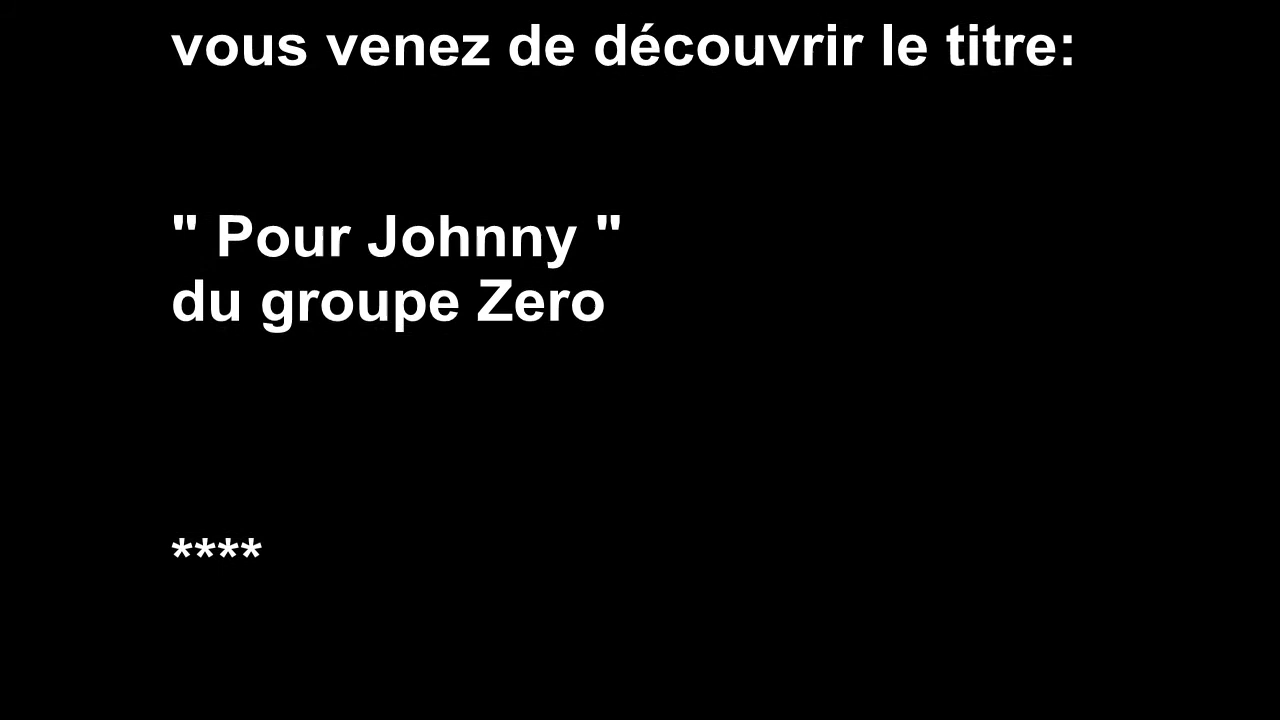 vous venez de découvrir le titre:
" Pour Johnny "
du groupe Zero
****